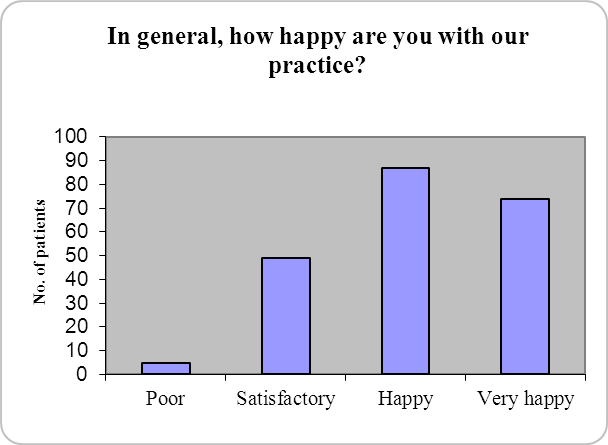 In general, how happy are you with our
practice?
No. of patients
100
90
80
70
60
50
40
30
20
10
0
Poor Satisfactory Happy Very happy